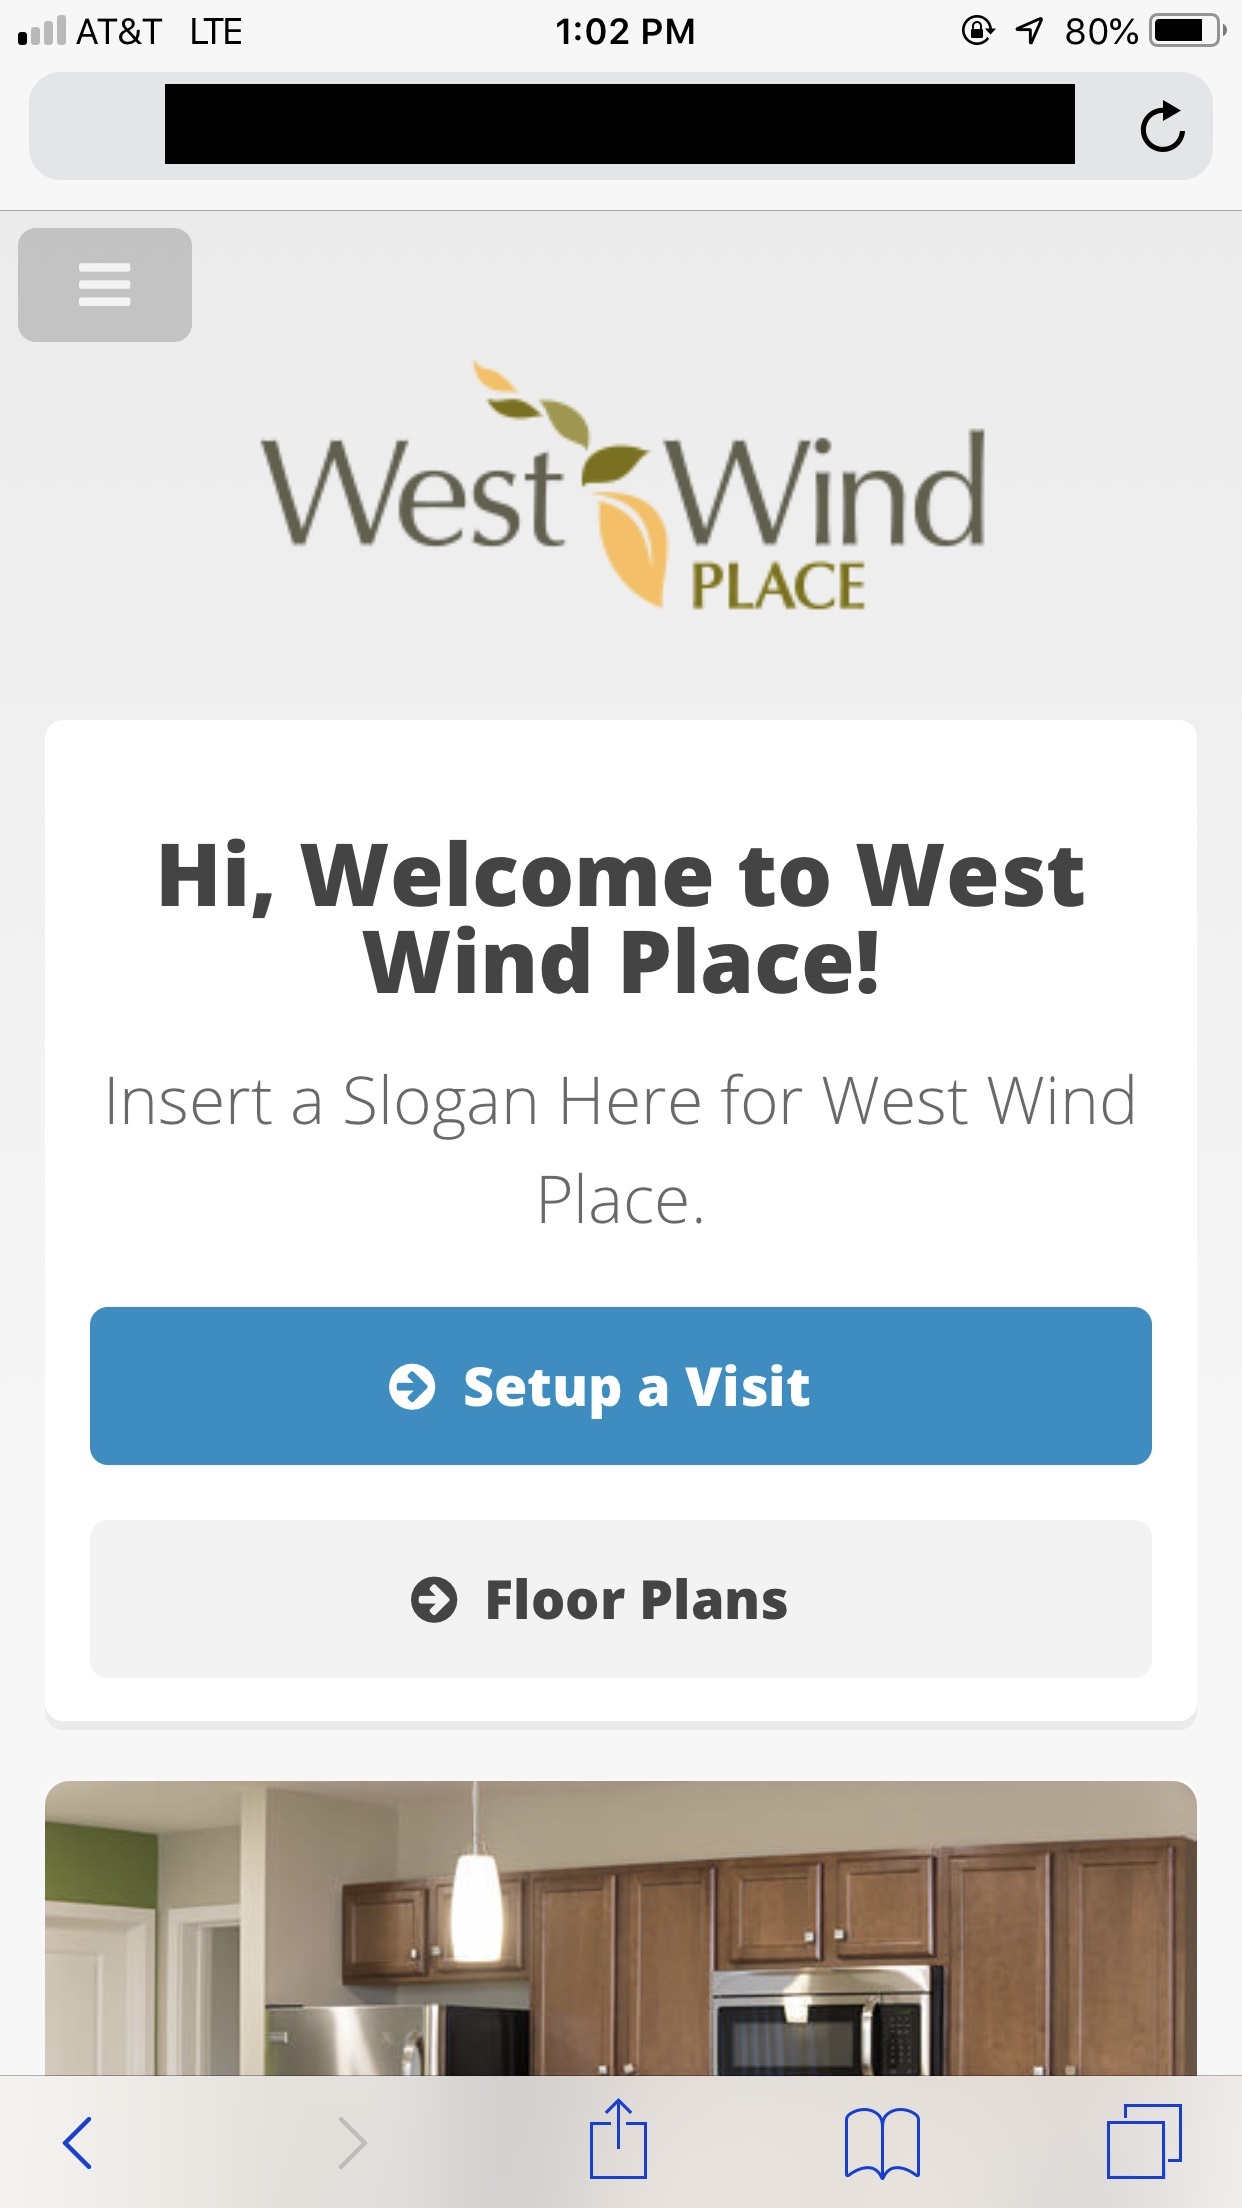 AT&T LTE 1:02 PM 80%
West Wind
PLACE
Hi, Welcome to West
Wind Place!
Insert a Slogan Here for West Wind
Place.
Setup a Visit
Floor Plans